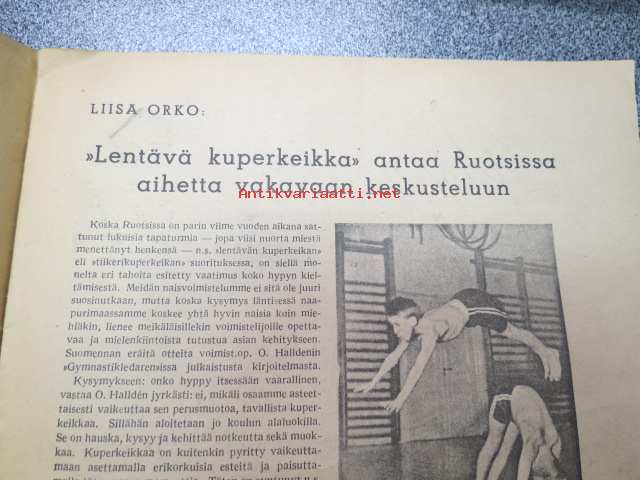 LIISA ORKO:
»Lentävä kuperkeikka» antaa Ruotsissa
aihetta vakavaan keskusteluun
Antikvariaatti.net
Koska Ruotsissa on parin viime vuoden aikana sat-
tunut lukuisia tapaturmia — jopa viisi nuorta miestä
menettänyt henkensä — n.s. »lentävän kuperkeikan»
eli »tiikerikuperkeikan» suorituksessa, on siellä mo-
nelta eri taholta esitetty vaatimus koko hypyn kiel-
tämisestä. Meidän naisvoimistelumme ei sitä ole juuri
suosinutkaan, mutta koska kysymys läntisessä naa-
purimaassamme koskee yhtä hyvin naisia kuin mie-
hiäkin, lienee meikäläisillekin voimistelijoille opetta-
vaa ja mielenkiintoista tutustua asian kehitykseen.
Suomennan eräitä otteita voimist.op. O. Halldenin
»Gymnastikledaren»issa julkaistusta kirjoitelmasta.
Kysymykseen: onko hyppy itsessään vaarallinen,
vastaa O. Halldén jyrkästi: ei, mikäli osaamme asteet-
taisesti vaikeuttaa sen perusmuotoa, tavallista kuper-
keikkaa. Sillähän aloitetaan jo koulun alaluokilla.
Se on hauska, kysyy ja kehittää notkeutta sekä muok-
kaa. Kuperkeikkaa on kuitenkin pyritty vaikeutta-
maan asettamalla erikorkuisia esteitä ja paisutta-